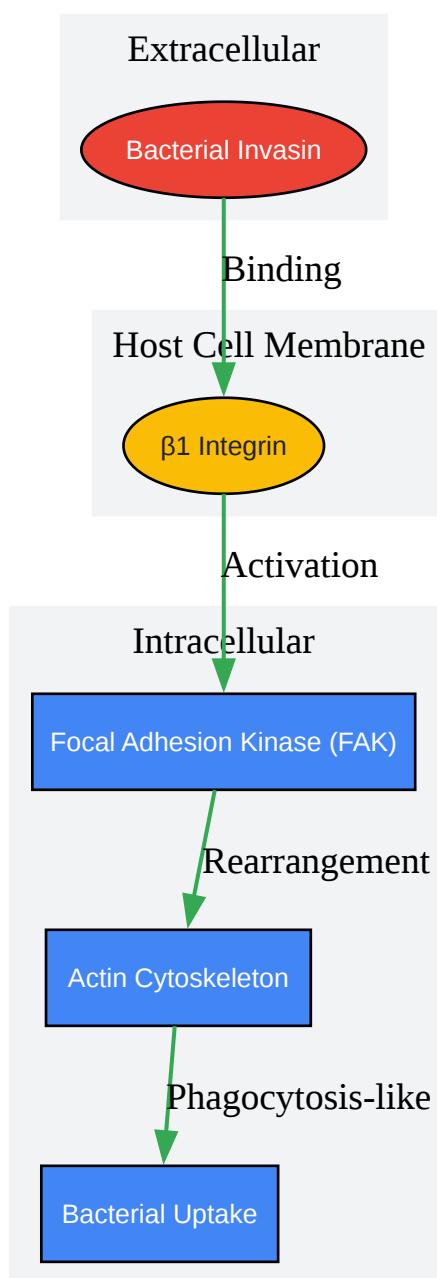 Extracellular
Bacterial Invasin
Binding
Host Cell Membrane
β1 Integrin
Activation
Intracellular
Focal Adhesion Kinase (FAK)
Rearrangement
Actin Cytoskeleton
Phagocytosis-like
Bacterial Uptake